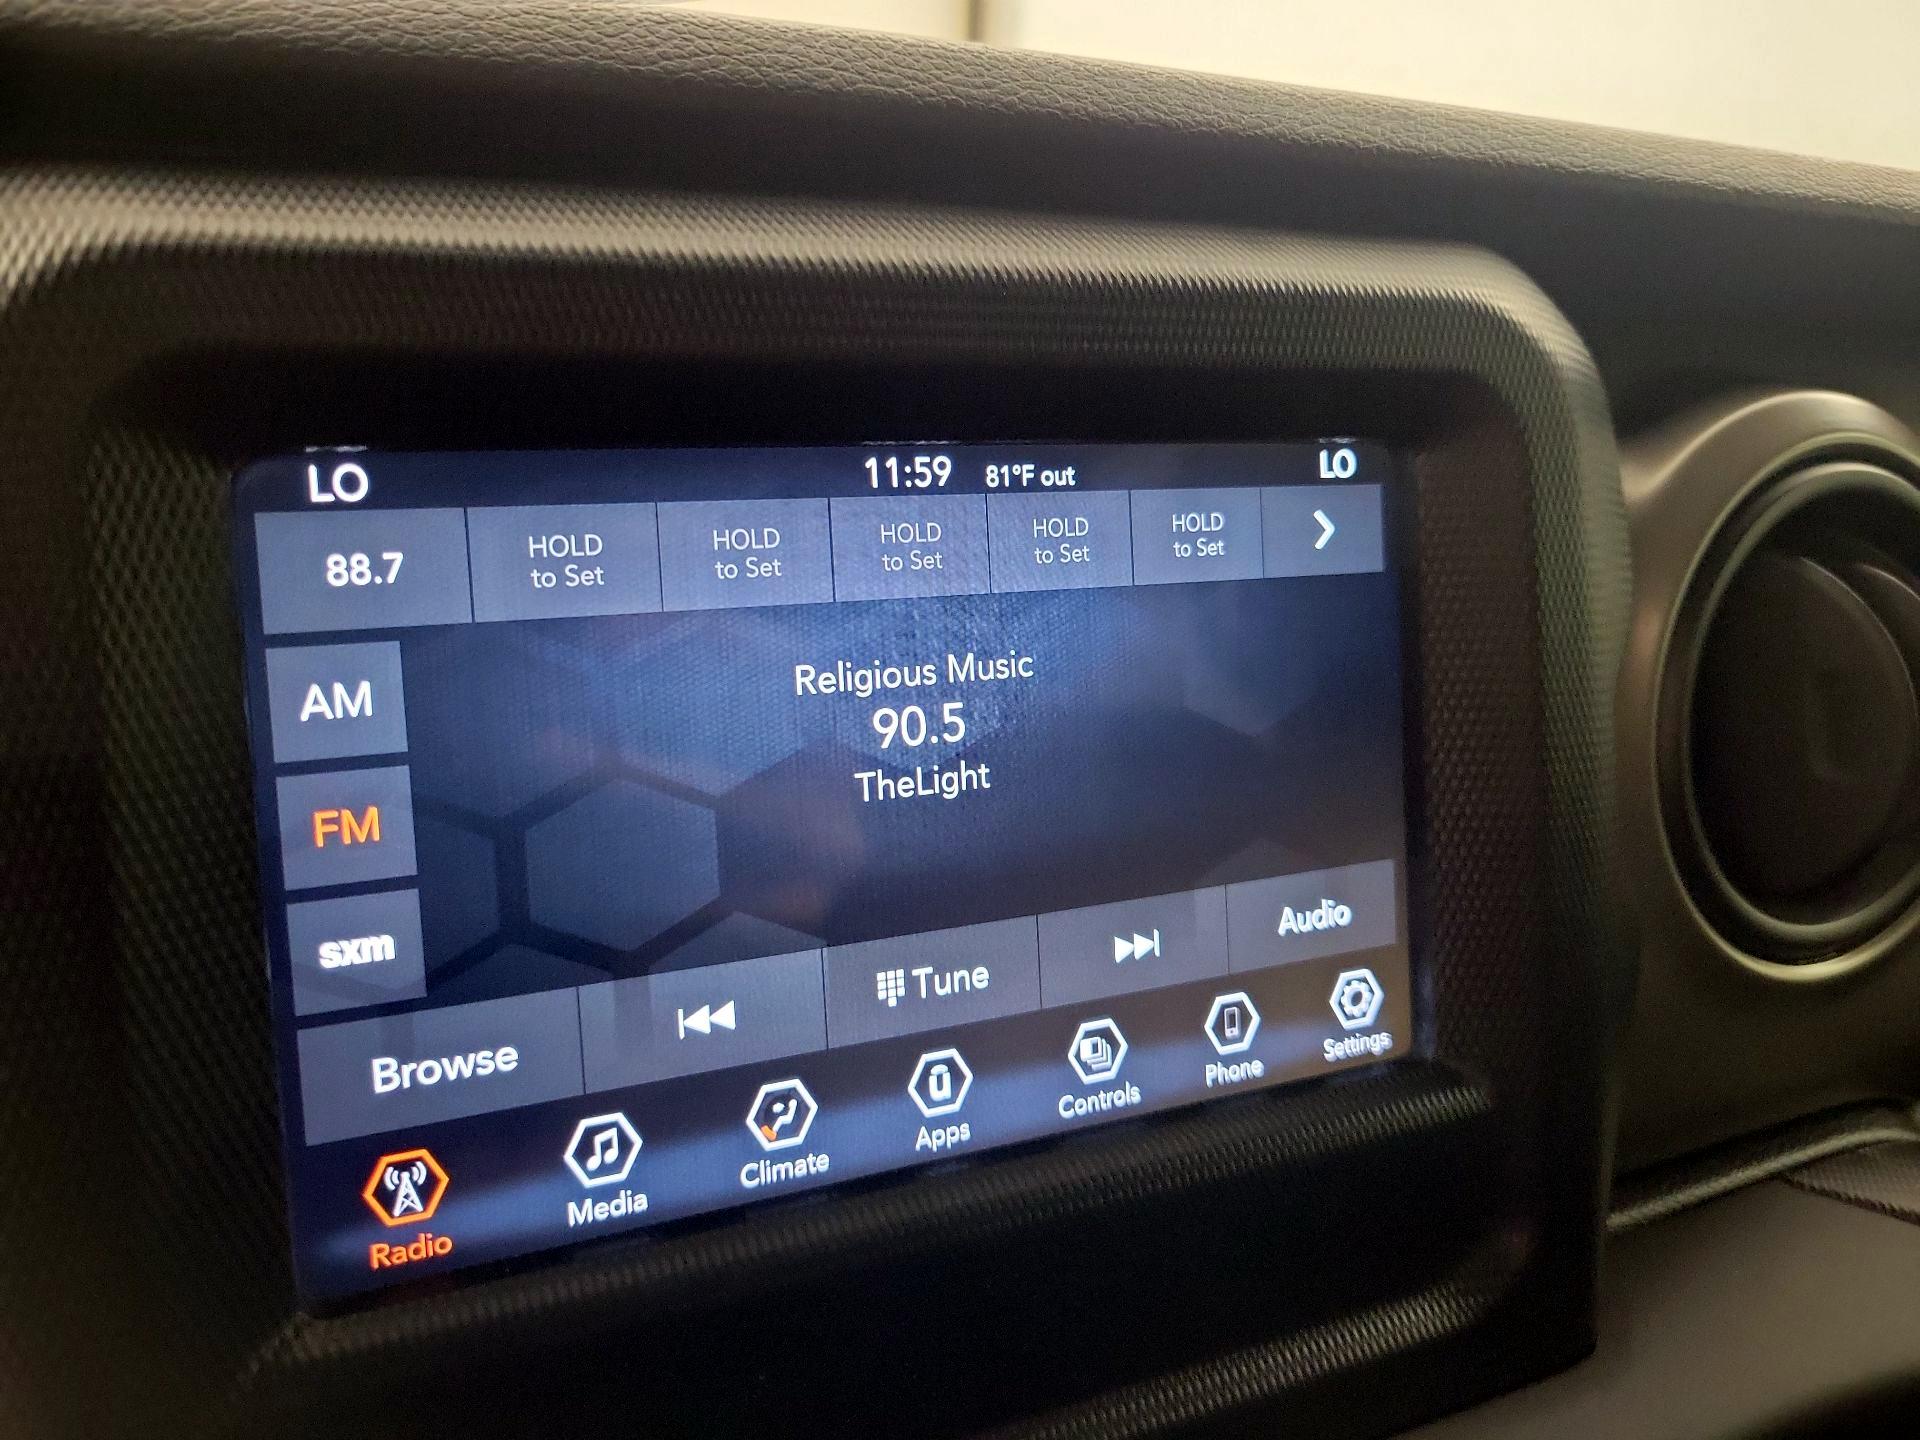 LO 11:59 81°F out LO
88.7
HOLD
to Set
HOLD
to Set
HOLD
to Set
HOLD
to Set
HOLD
to Set
AM
FM
sxm
Religious Music
90.5
TheLight
Browse
Tune
Audio
Radio
Media
Climate
Apps
Controls
Phone
Settings